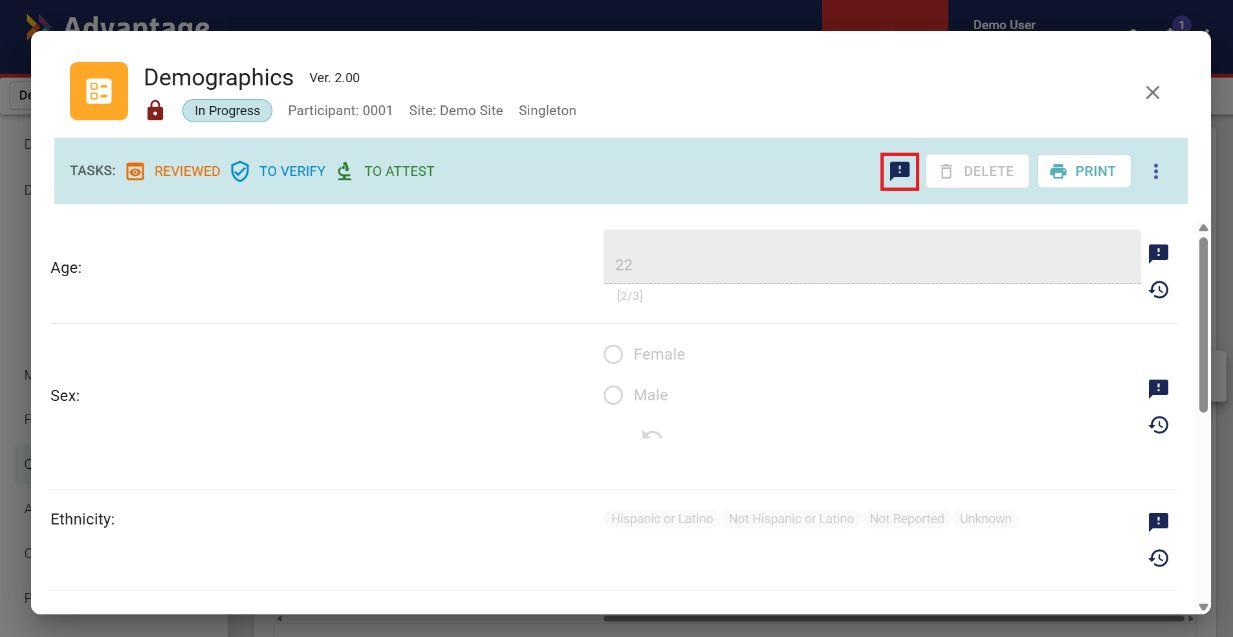 Advantage
Demo User
1
Demographics Ver. 2.00
In Progress Participant: 0001 Site: Demo Site Singleton
TASKS: REVIEWED TO VERIFY TO ATTEST DELETE PRINT
Age:
22
[2/3]
Female
Sex:
Male
Ethnicity:
Hispanic or Latino Not Hispanic or Latino Not Reported Unknown